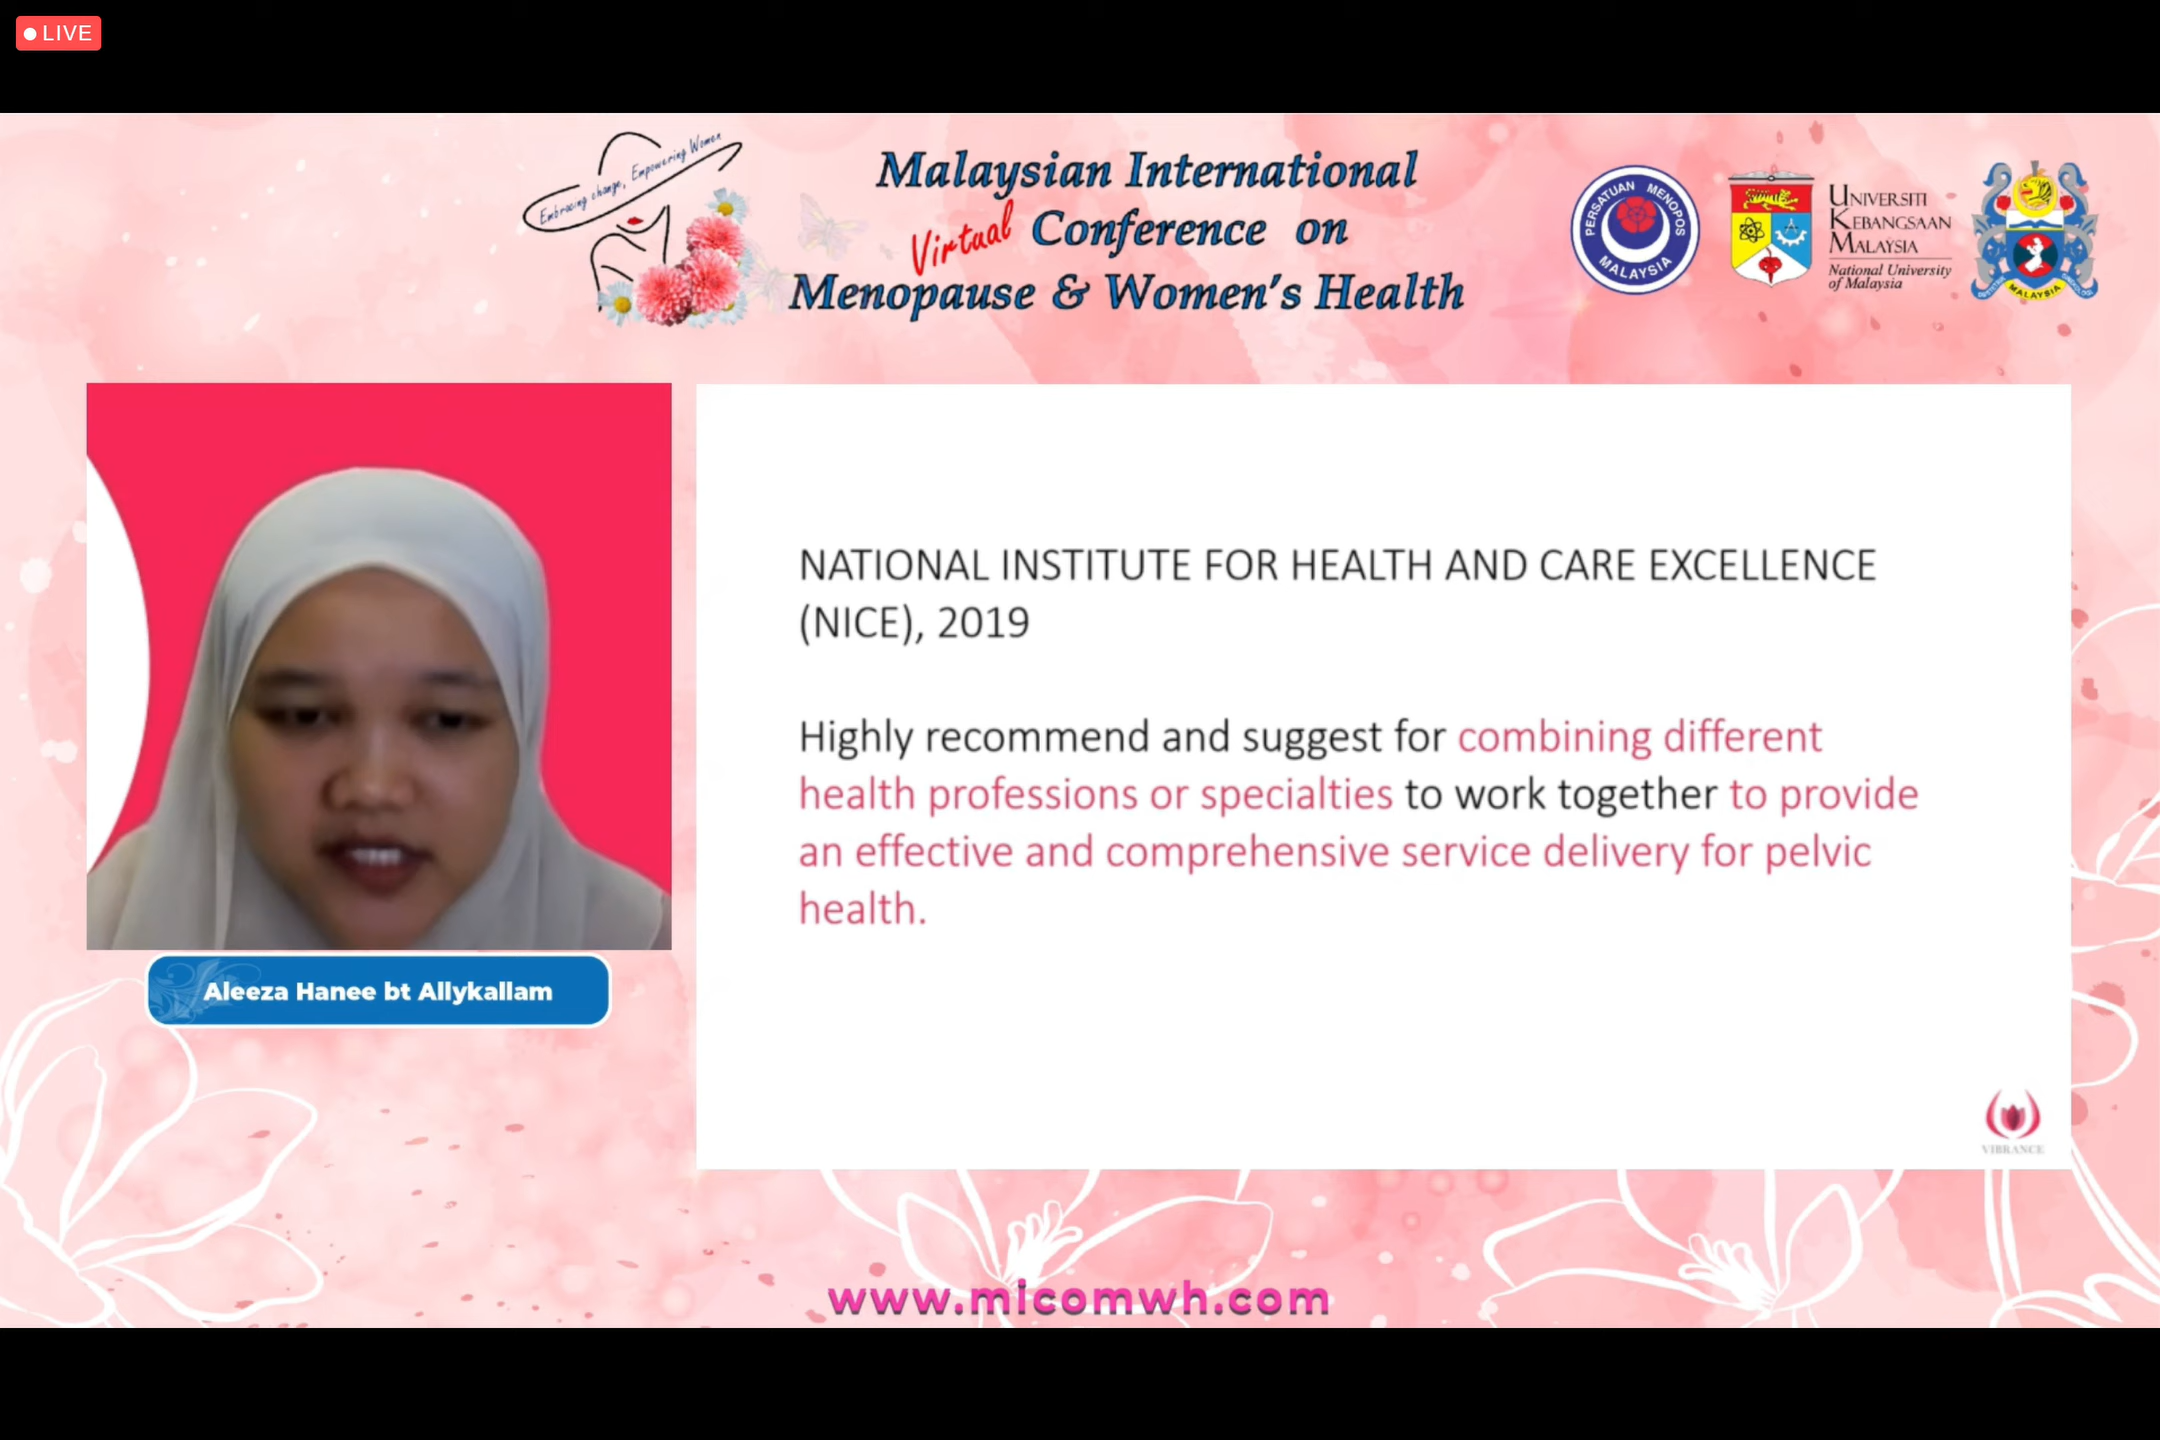 LIVE
Embracing change, Empowering Women
Malaysian International
Virtual Conference on
Menopause & Women's Health
PERSATUAN MENOPOS
MALAYSIA
UNIVERSITI
KEBANGSAAN
MALAYSIA
National University
of Malaysia
MALAYSIA
NATIONAL INSTITUTE FOR HEALTH AND CARE EXCELLENCE
(NICE), 2019
Highly recommend and suggest for combining different
health professions or specialties to work together to provide
an effective and comprehensive service delivery for pelvic
health.
Aleeza Hanee bt Allykallam
VIBRANCE
www.micomwh.com